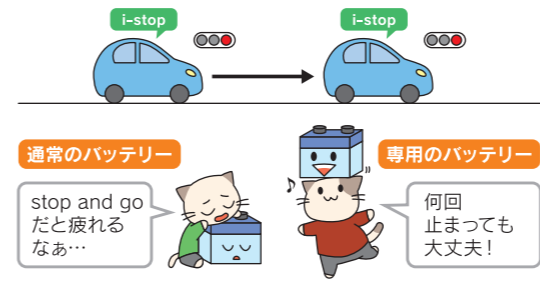 i-stop
i-stop
通常のバッテリー
専用のバッテリー
stop and go
だと疲れる
なぁ…
何回
止まっても
大丈夫!
♪